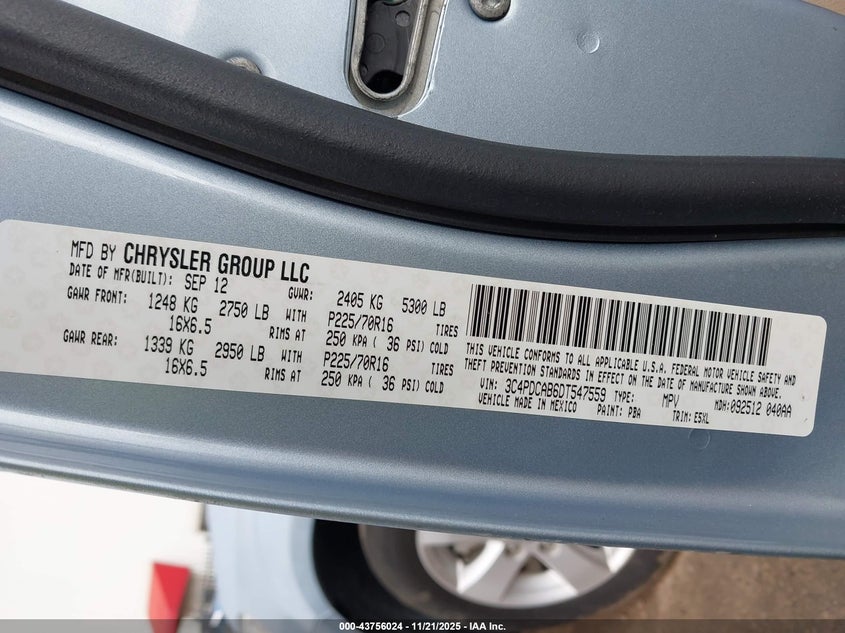 MFD BY CHRYSLER GROUP LLC
DATE OF MFR(BUILT): SEP 12 GVWR: 2405 KG 5300 LB
GAWR FRONT: 1248 KG 2750 LB WITH P225/70R16 TIRES
16X6.5 RIMS AT 250 KPA ( 36 PSI) COLD
GAWR REAR: 1339 KG 2950 LB WITH P225/70R16 TIRES
16X6.5 RIMS AT 250 KPA ( 36 PSI) COLD
THIS VEHICLE CONFORMS TO ALL APPLICABLE U.S.A. FEDERAL MOTOR VEHICLE SAFETY AND
THEFT PREVENTION STANDARDS IN EFFECT ON THE DATE OF MANUFACTURE SHOWN ABOVE.
VIN: 3C4PDCAB6DT547559 TYPE: MPV MDH:092512 040AA
VEHICLE MADE IN MEXICO PAINT: PBA TRIM: E5XL
000-43756024 - 11/21/2025 - IAA Inc.